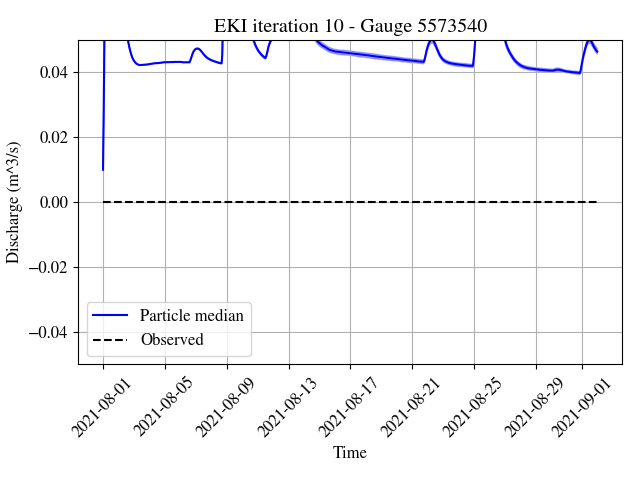 EKI iteration 10 - Gauge 5573540
Discharge (m^3/s)
0.04
0.02
0.00
−0.02
−0.04
Particle median
Observed
2021-08-01
2021-08-05
2021-08-09
2021-08-13
2021-08-17
2021-08-21
2021-08-25
2021-08-29
2021-09-01
Time